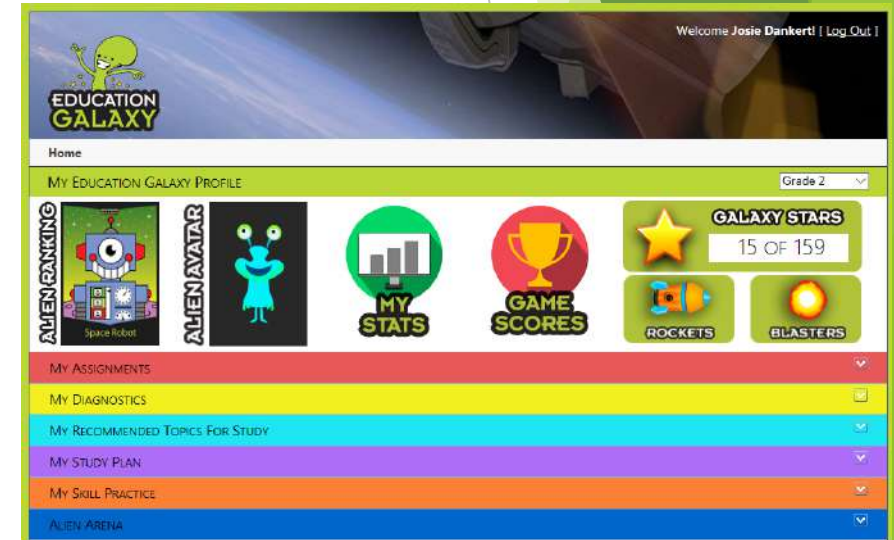 Welcome Josie Dankert! [ Log Out ]
EDUCATION
GALAXY
Home
MY EDUCATION GALAXY PROFILE
Grade 2
ALIEN RANKING
Space Robot
ALIEN AVATAR
MY
STATS
GAME
SCORES
GALAXY STARS
15 OF 159
ROCKETS
BLASTERS
MY ASSIGNMENTS
MY DIAGNOSTICS
MY RECOMMENDED TOPICS FOR STUDY
MY STUDY PLAN
MY SKILL PRACTICE
ALIEN ARENA